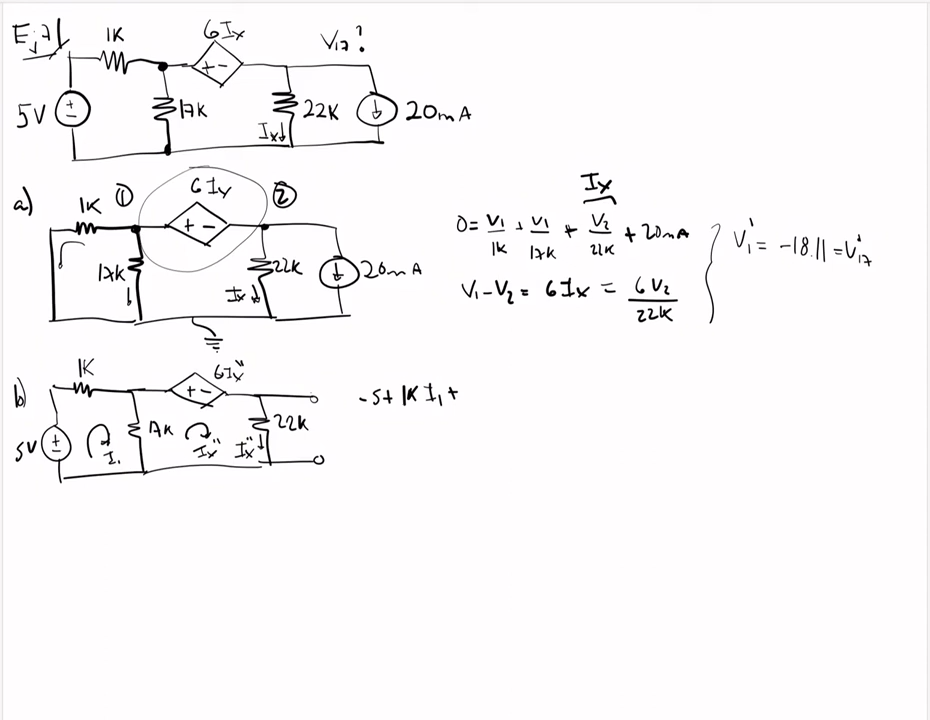 Ej 7
1K
6Ix
V17?
5V
17K
22K
Ix↓
20mA
a)
1K
①
6Ix
②
17K
22K
Ix↓
20mA
Ix
0 = V1/1K + V1/17K + V2/22K + 20mA
V1 - V2 = 6Ix = 6V2/22K
V1' = -18.11 = V17'
b)
1K
6Ix"
5V
I1
17K
Ix"
Ix"↓
22K
-5 + 1K I1 +